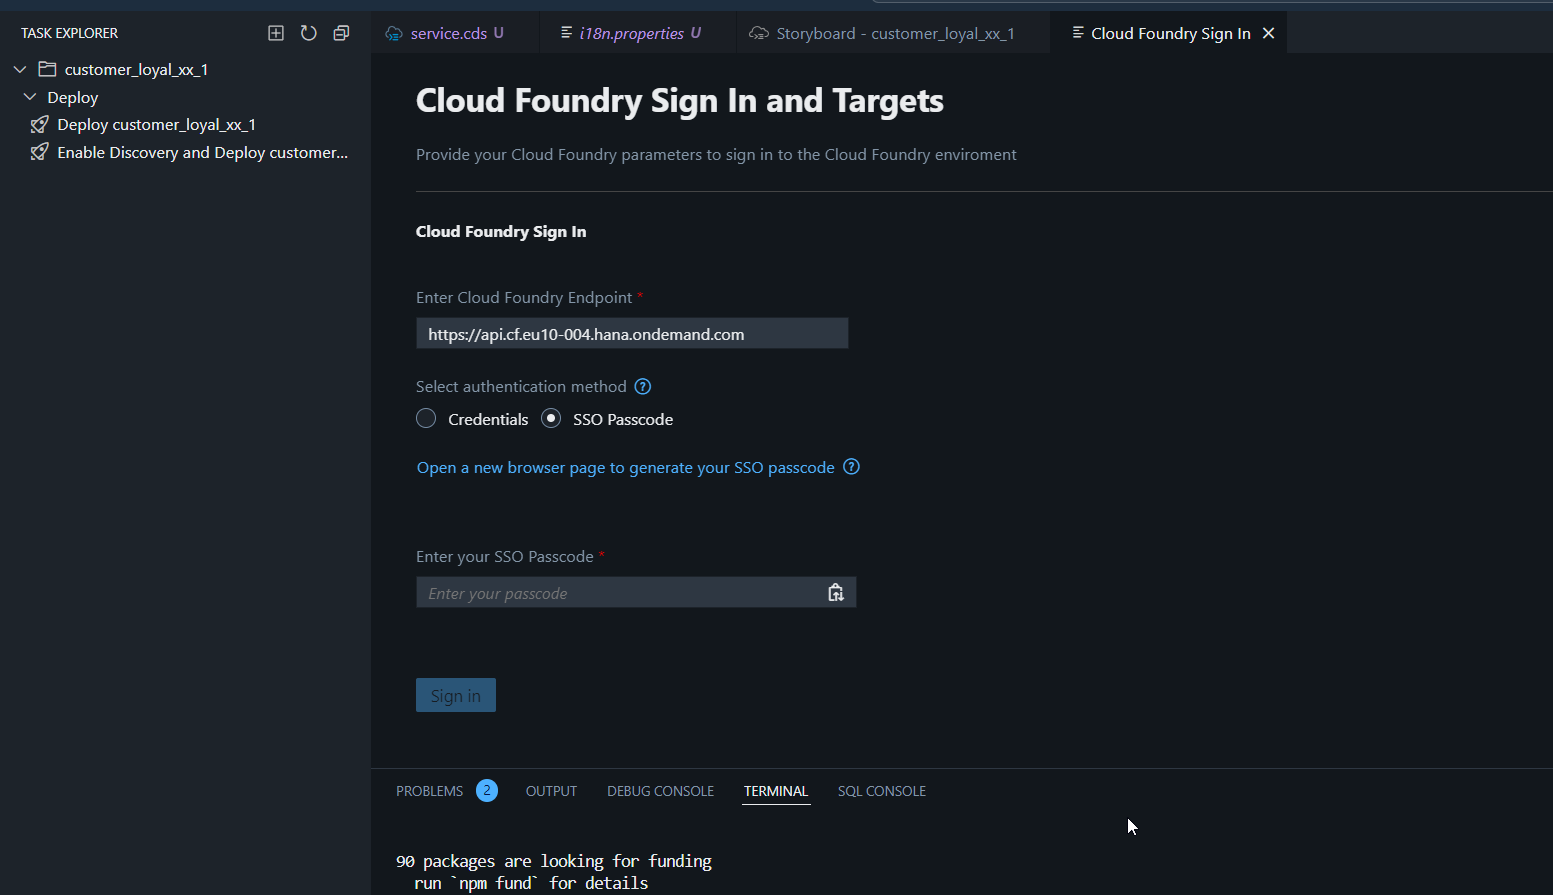 TASK EXPLORER
customer_loyal_xx_1
Deploy
Deploy customer_loyal_xx_1
Enable Discovery and Deploy customer...
service.cds U
i18n.properties U
Storyboard - customer_loyal_xx_1
Cloud Foundry Sign In
Cloud Foundry Sign In and Targets
Provide your Cloud Foundry parameters to sign in to the Cloud Foundry enviroment
Cloud Foundry Sign In
Enter Cloud Foundry Endpoint *
https://api.cf.eu10-004.hana.ondemand.com
Select authentication method
Credentials SSO Passcode
Open a new browser page to generate your SSO passcode
Enter your SSO Passcode *
Enter your passcode
Sign in
PROBLEMS 2 OUTPUT DEBUG CONSOLE TERMINAL SQL CONSOLE
90 packages are looking for funding
run `npm fund` for details